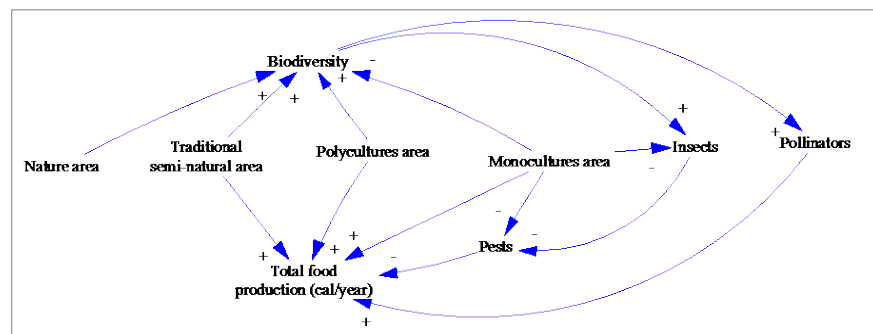 Biodiversity
-
+
+
+
+
Nature area
Traditional
semi-natural area
Polycultures area
Monocultures area
Insects
+
Pollinators
-
-
-
Pests
+
+
+
-
Total food
production (cal/year)
+